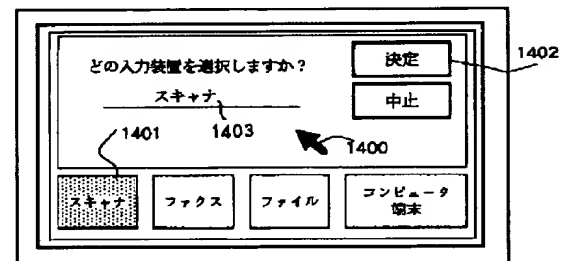 どの入力装置を選択しますか?
スキャナ
決定
中止
1402
1401
1403
1400
スキャナ
ファクス
ファイル
コンピュータ
端末